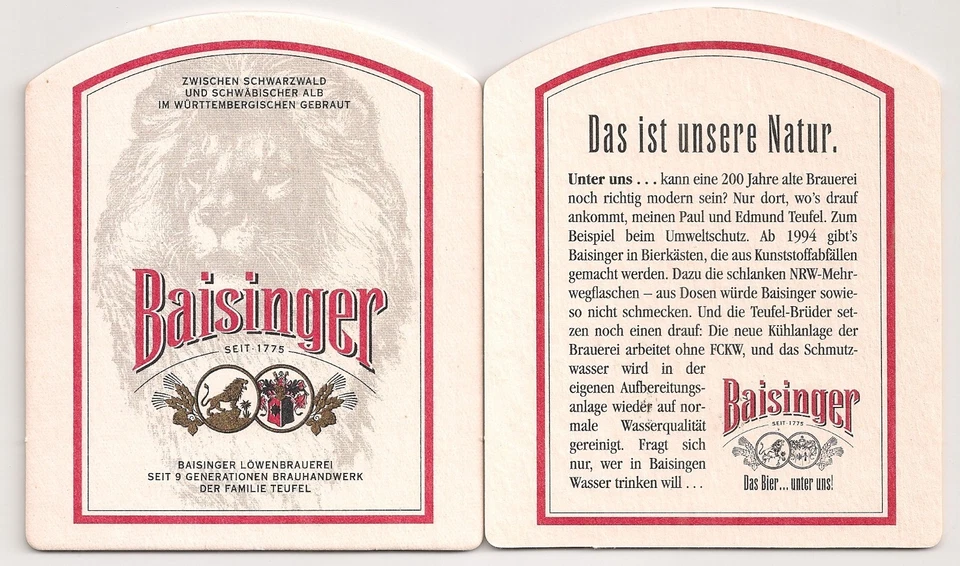 ZWISCHEN SCHWARZWALD
UND SCHWÄBISCHER ALB
IM WÜRTTEMBERGISCHEN GEBRAUT
Baisinger
SEIT 1775
BAISINGER LÖWENBRAUEREI
SEIT 9 GENERATIONEN BRAUHANDWERK
DER FAMILIE TEUFEL
Das ist unsere Natur.
Unter uns . . . kann eine 200 Jahre alte Brauerei
noch richtig modern sein? Nur dort, wo's drauf
ankommt, meinen Paul und Edmund Teufel. Zum
Beispiel beim Umweltschutz. Ab 1994 gibt's
Baisinger in Bierkästen, die aus Kunststoffabfällen
gemacht werden. Dazu die schlanken NRW-Mehr-
wegflaschen – aus Dosen würde Baisinger sowie-
so nicht schmecken. Und die Teufel-Brüder set-
zen noch einen drauf: Die neue Kühlanlage der
Brauerei arbeitet ohne FCKW, und das Schmutz-
wasser wird in der
eigenen Aufbereitungs-
anlage wieder auf nor-
male Wasserqualität
gereinigt. Fragt sich
nur, wer in Baisingen
Wasser trinken will . . .
Baisinger
SEIT 1775
Das Bier... unter uns!